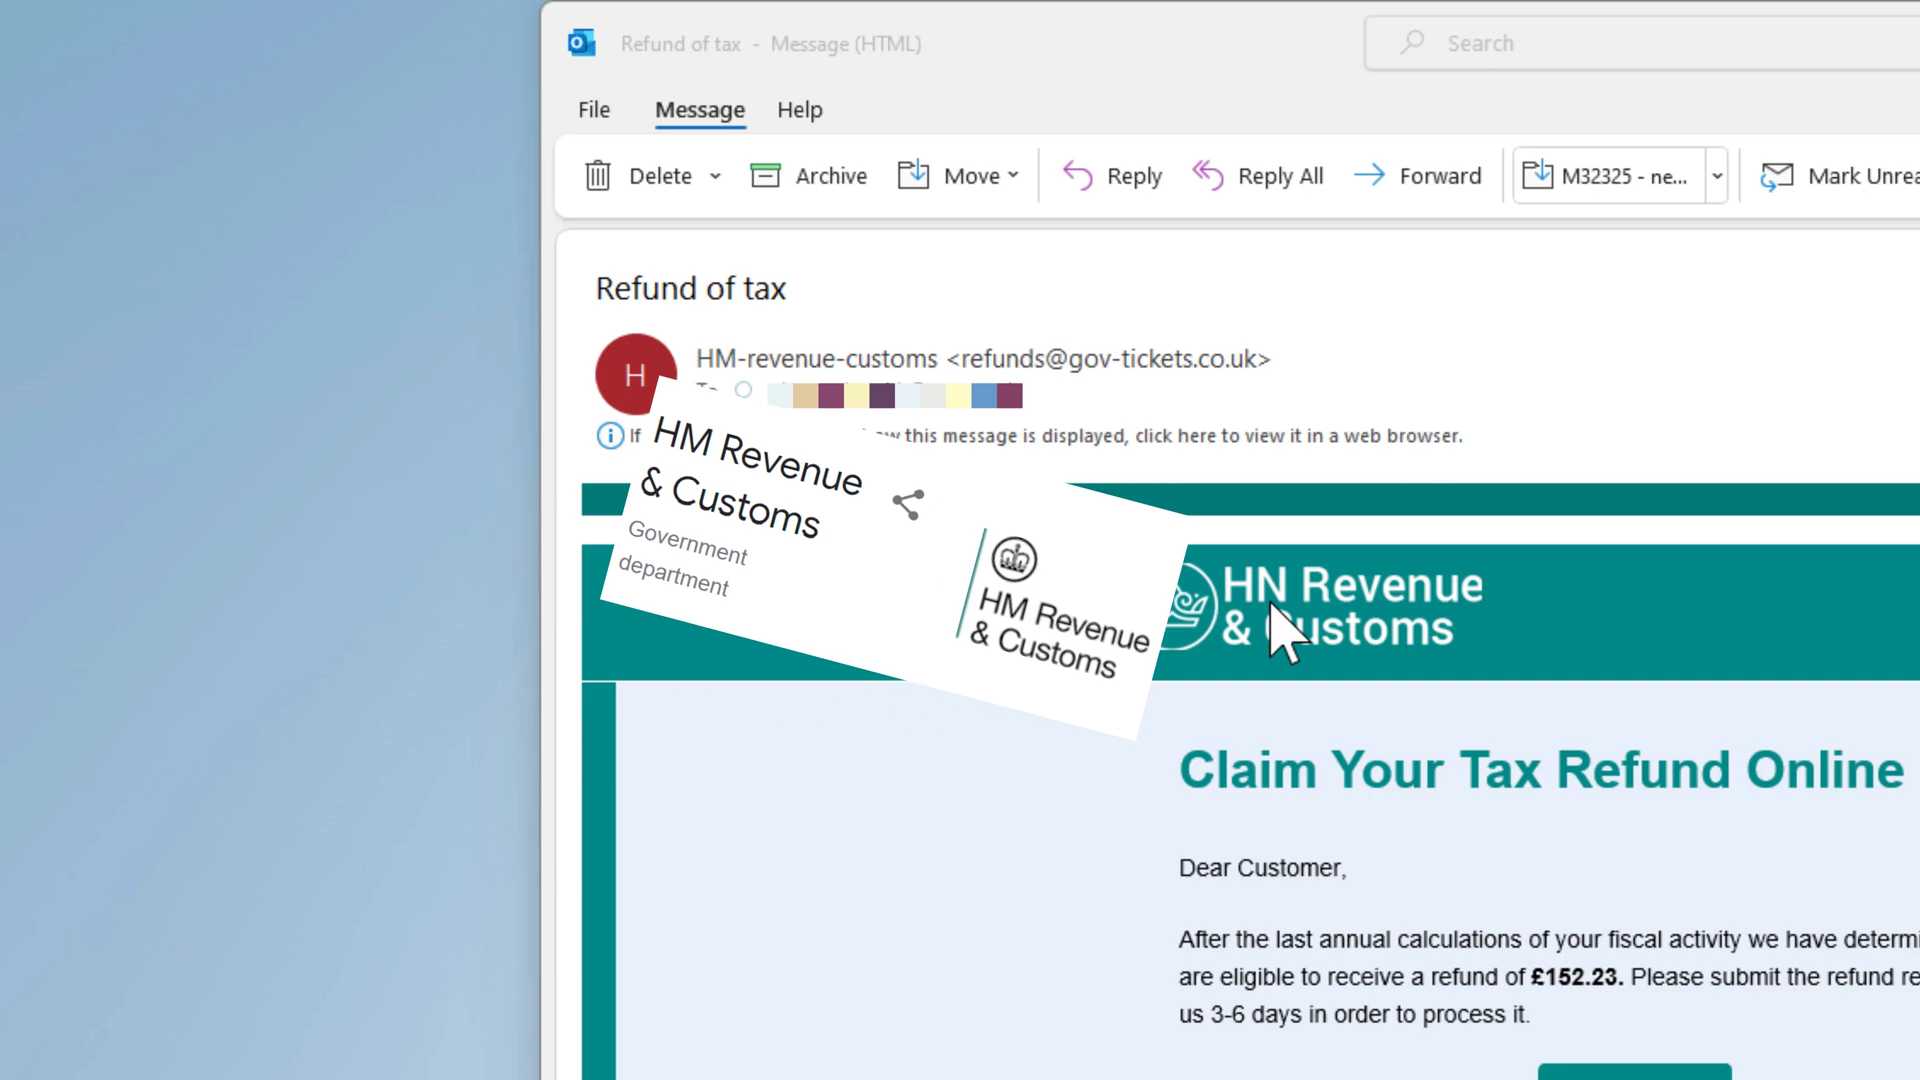 Refund of tax - Message (HTML)
Search
File Message Help
Delete Archive Move Reply Reply All Forward M32325 - ne... Mark Unrea
Refund of tax
H
HM-revenue-customs <refunds@gov-tickets.co.uk>
If
this message is displayed, click here to view it in a web browser.
HM Revenue
& Customs
Government
department
HM Revenue
& Customs
HN Revenue
& Customs
Claim Your Tax Refund Online
Dear Customer,
After the last annual calculations of your fiscal activity we have determi
are eligible to receive a refund of £152.23. Please submit the refund re
us 3-6 days in order to process it.